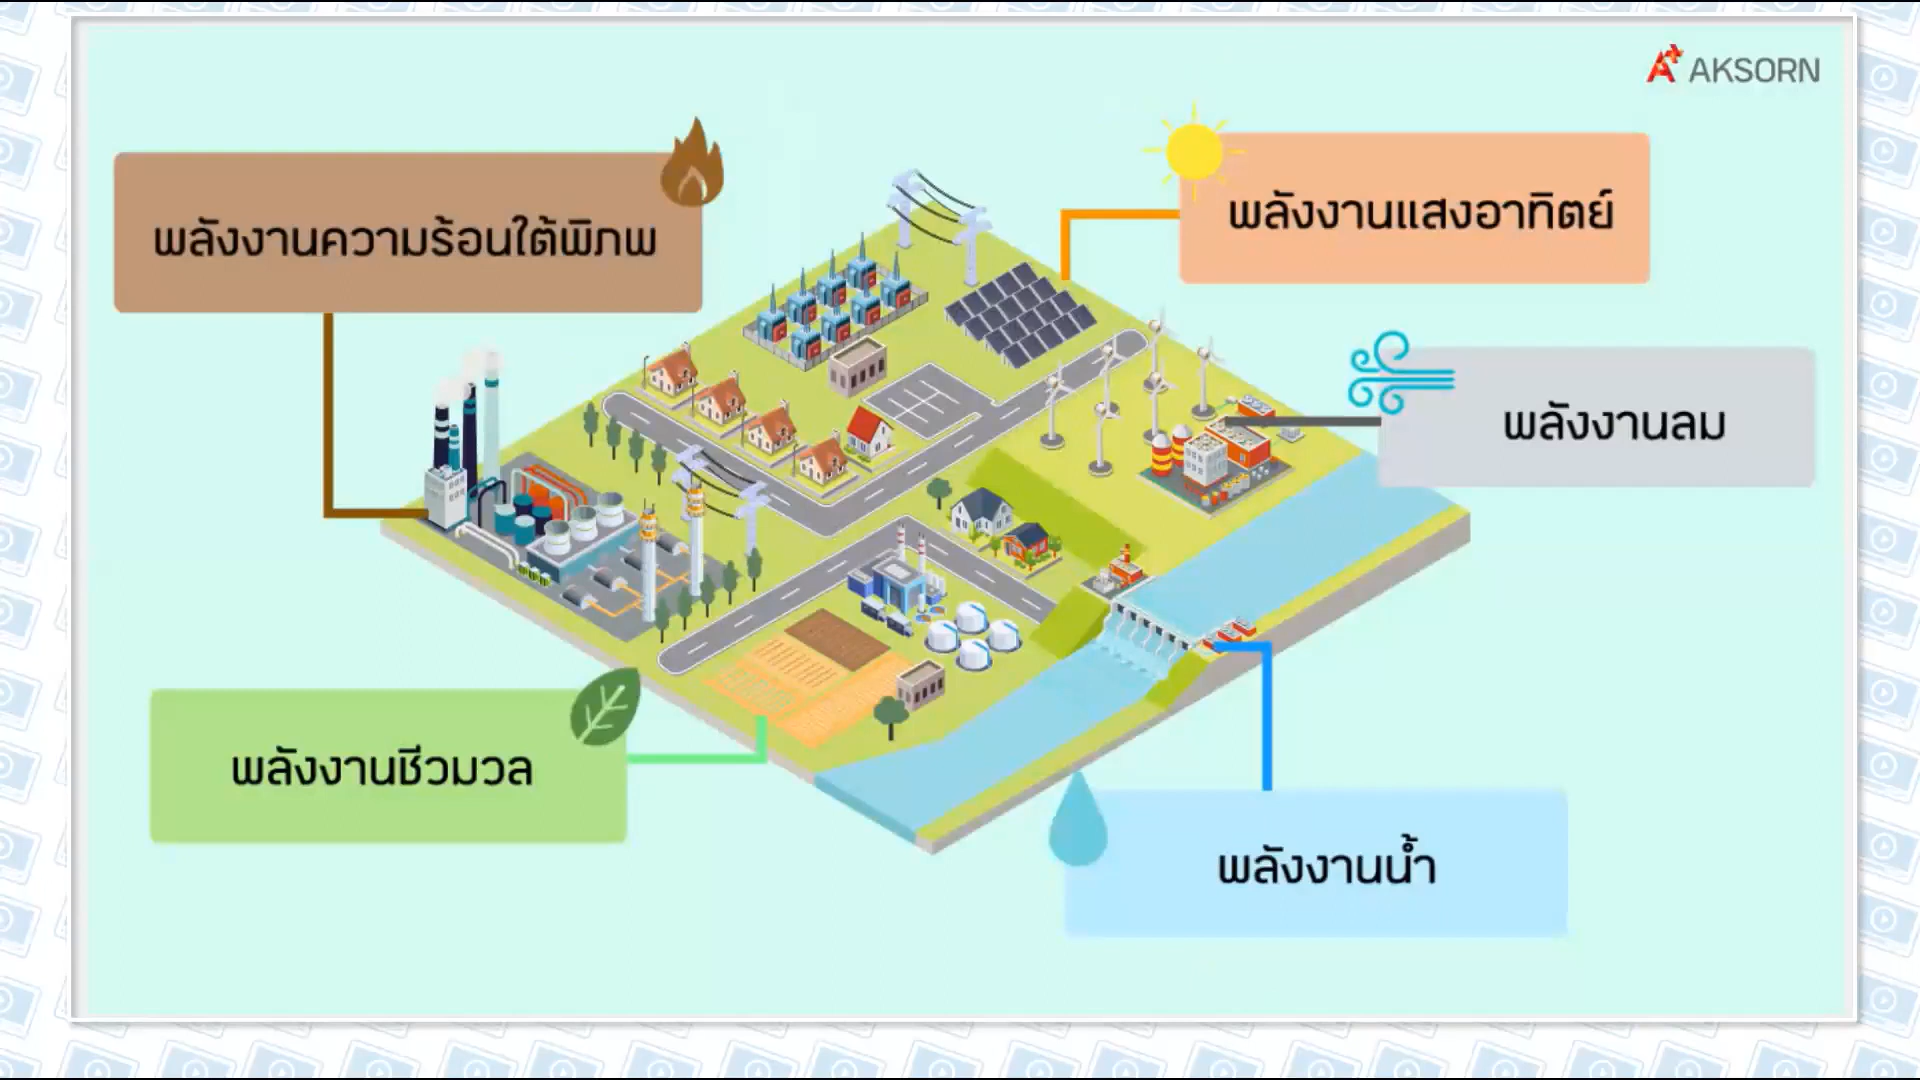 AKSORN
พลังงานความร้อนใต้พิภพ
พลังงานแสงอาทิตย์
พลังงานลม
พลังงานชีวมวล
พลังงานน้ำ